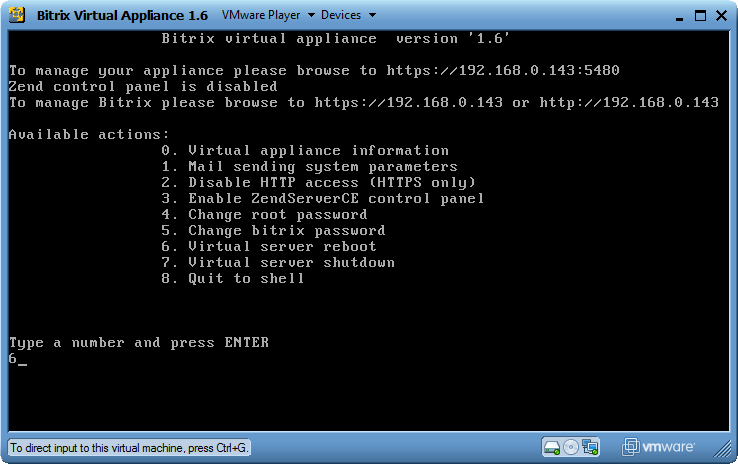 Bitrix Virtual Appliance 1.6 VMware Player Devices
Bitrix virtual appliance version '1.6'
To manage your appliance please browse to https://192.168.0.143:5480
Zend control panel is disabled
To manage Bitrix please browse to https://192.168.0.143 or http://192.168.0.143
Available actions:
0. Virtual appliance information
1. Mail sending system parameters
2. Disable HTTP access (HTTPS only)
3. Enable ZendServerCE control panel
4. Change root password
5. Change bitrix password
6. Virtual server reboot
7. Virtual server shutdown
8. Quit to shell
Type a number and press ENTER
6_
To direct input to this virtual machine, press Ctrl+G.
vmware